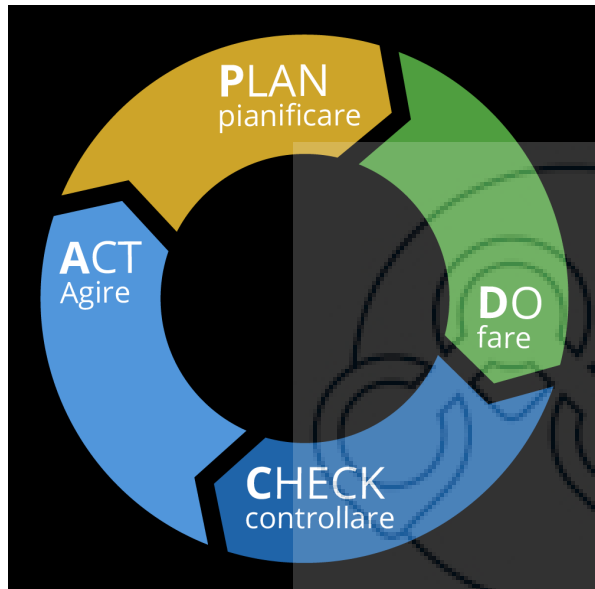 PLAN
pianificare
DO
fare
CHECK
controllare
ACT
Agire